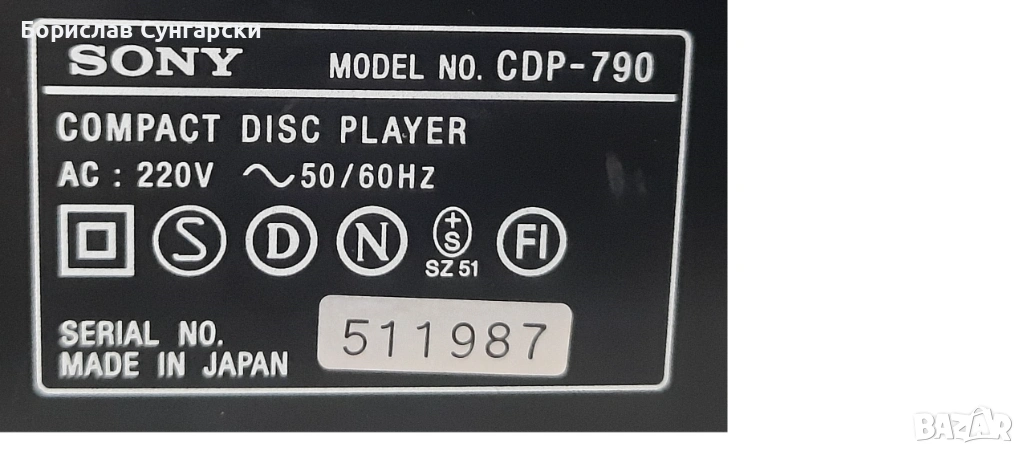 Борислав Сунгарски
SONY MODEL NO. CDP-790
COMPACT DISC PLAYER
AC : 220V ~ 50/60Hz
S D N +S FI
SZ 51
SERIAL NO. 511987
MADE IN JAPAN
BAZAR